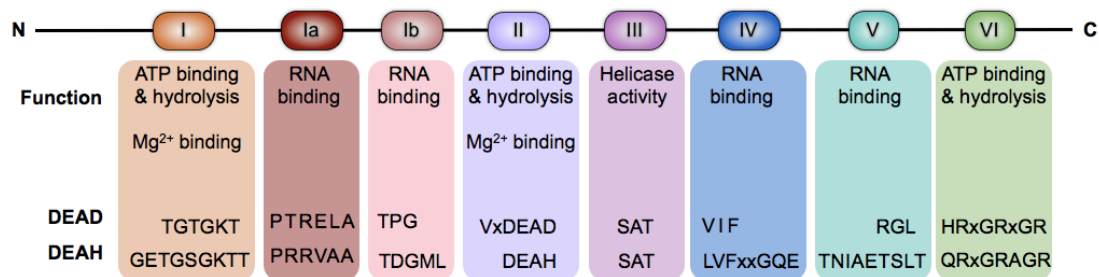 N I Ia Ib II III IV V VI C
Function
ATP binding & hydrolysis
Mg²⁺ binding
RNA binding
RNA binding
ATP binding & hydrolysis
Mg²⁺ binding
Helicase activity
RNA binding
RNA binding
ATP binding & hydrolysis
DEAD TGTGKT PTRELA TPG VxDEAD SAT VIF RGL HRxGRxGR
DEAH GETGSGKTT PRRVAA TDGML DEAH SAT LVFxxGQE TNIAETSLT QRxGRAGR